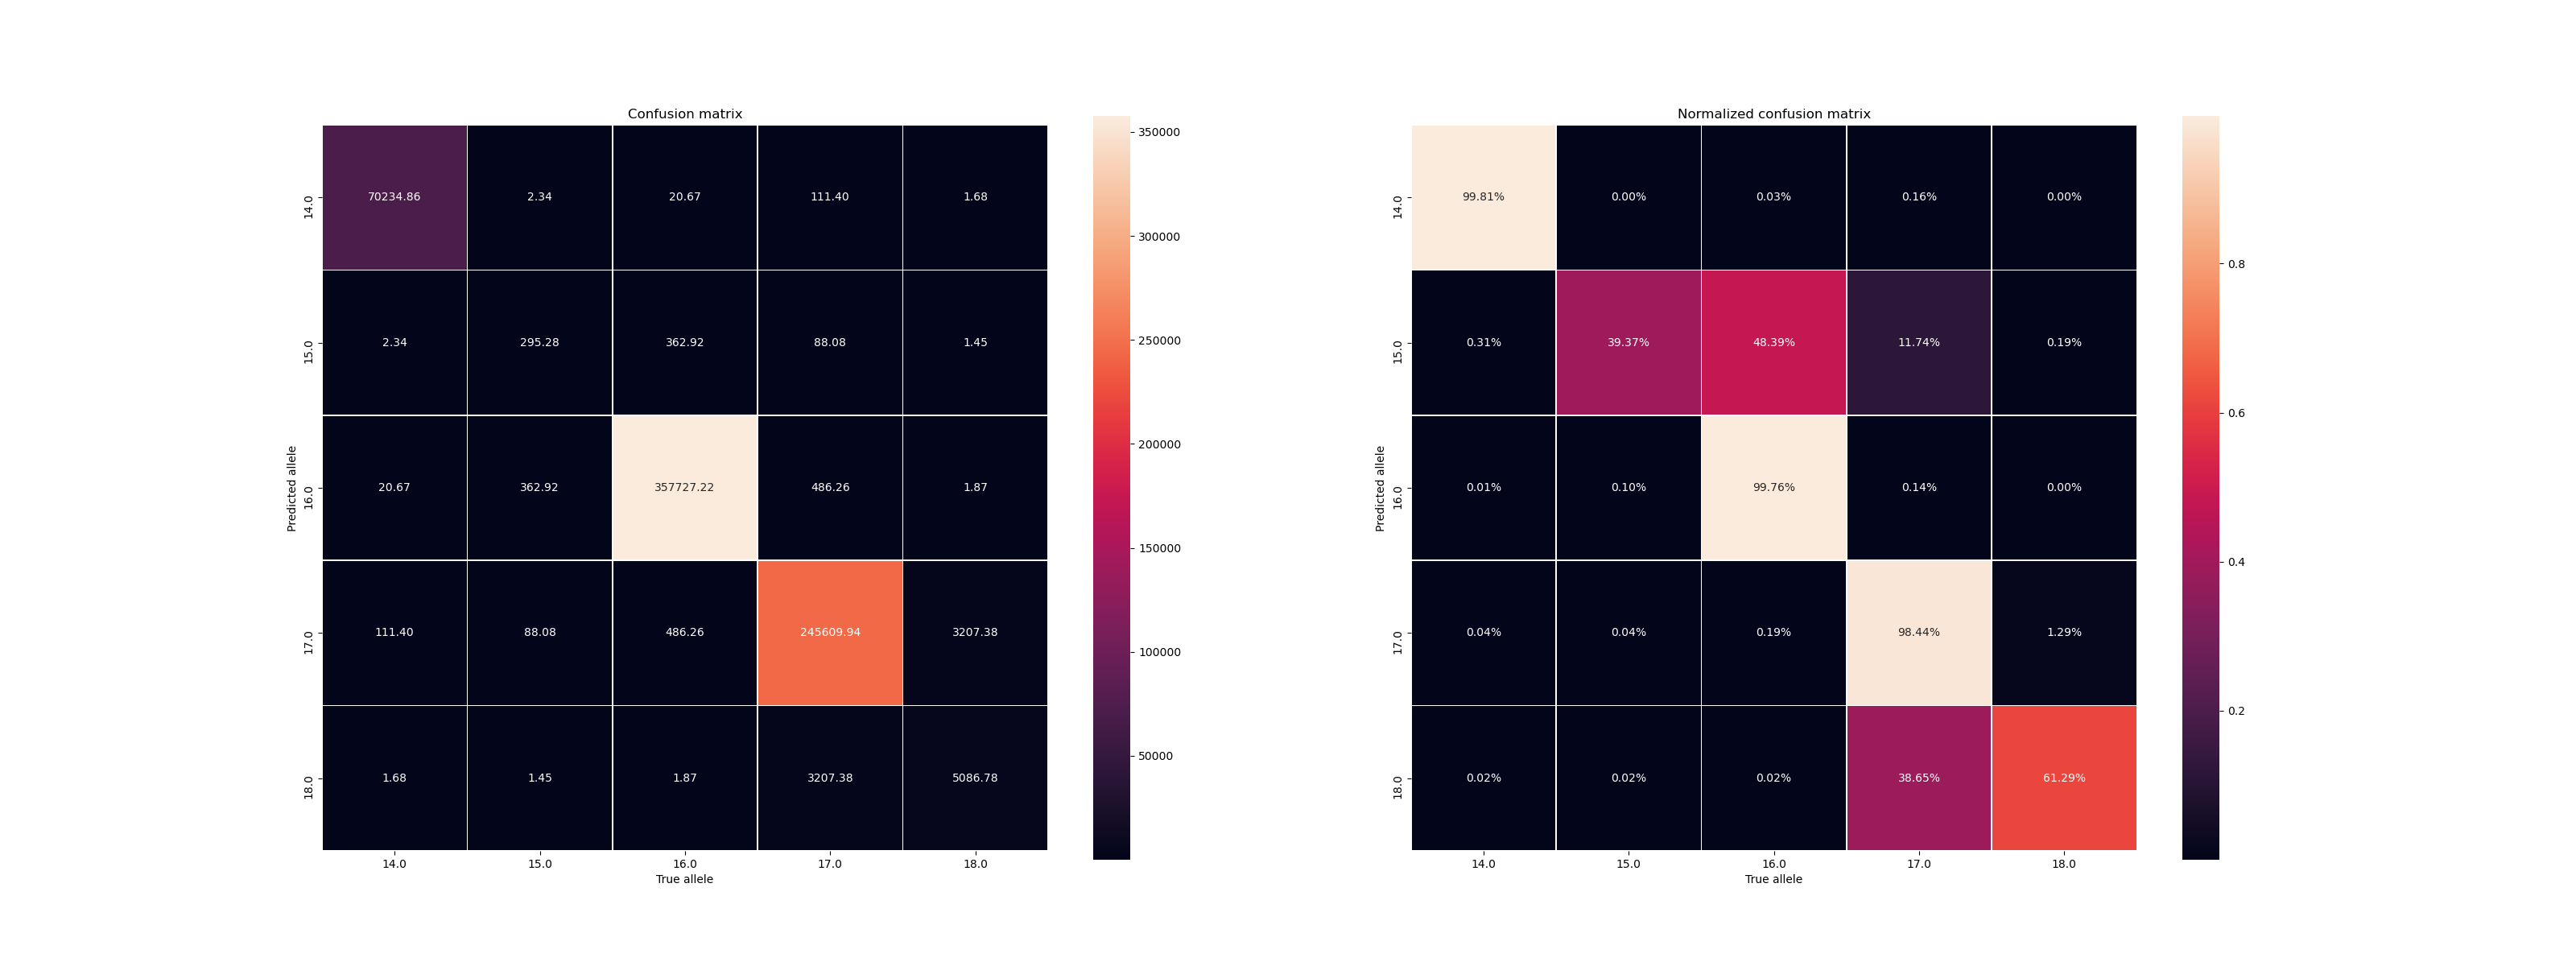 Confusion matrix
14.0 70234.86 2.34 20.67 111.40 1.68
15.0 2.34 295.28 362.92 88.08 1.45
16.0 20.67 362.92 357727.22 486.26 1.87
17.0 111.40 88.08 486.26 245609.94 3207.38
18.0 1.68 1.45 1.87 3207.38 5086.78
14.0 15.0 16.0 17.0 18.0
True allele
Predicted allele
350000
300000
250000
200000
150000
100000
50000
Normalized confusion matrix
14.0 99.81% 0.00% 0.03% 0.16% 0.00%
15.0 0.31% 39.37% 48.39% 11.74% 0.19%
16.0 0.01% 0.10% 99.76% 0.14% 0.00%
17.0 0.04% 0.04% 0.19% 98.44% 1.29%
18.0 0.02% 0.02% 0.02% 38.65% 61.29%
14.0 15.0 16.0 17.0 18.0
True allele
Predicted allele
0.8
0.6
0.4
0.2